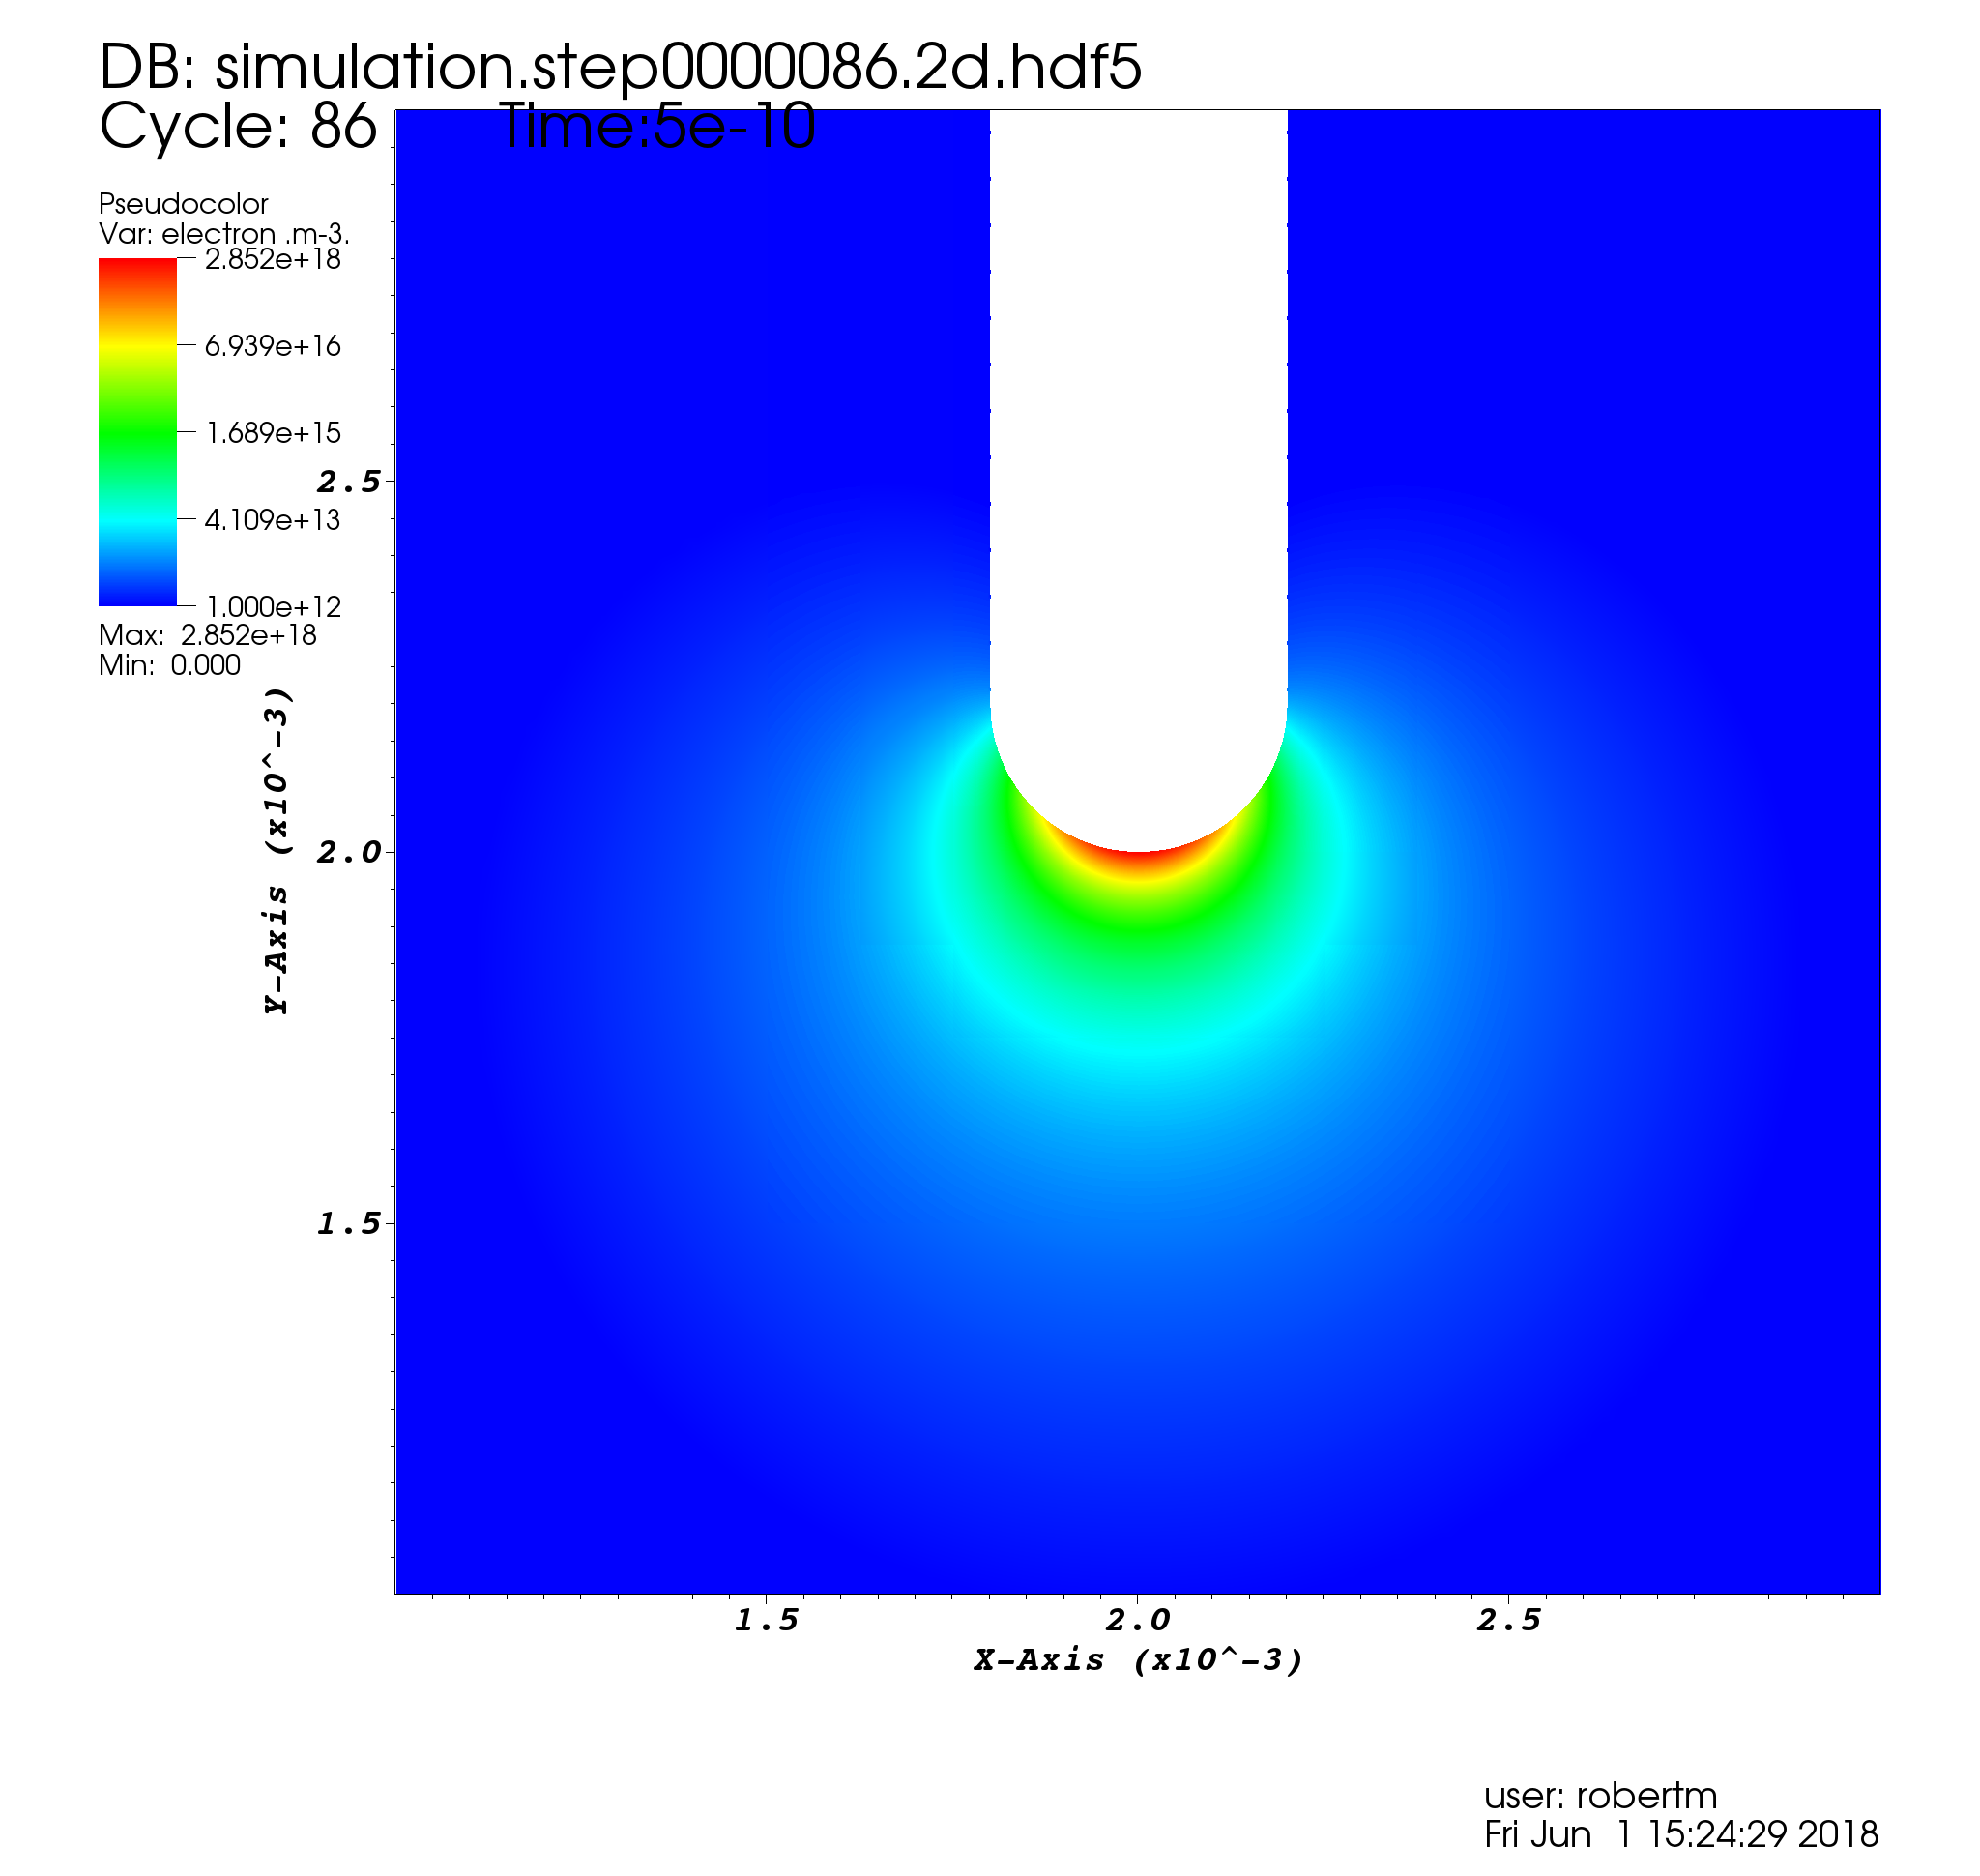 DB: simulation.step0000086.2d.hdf5
Cycle: 86 Time:5e-10
Pseudocolor
Var: electron .m-3.
2.852e+18
6.939e+16
1.689e+15
4.109e+13
1.000e+12
Max: 2.852e+18
Min: 0.000
2.5
2.0
1.5
Y-Axis (x10^-3)
1.5 2.0 2.5
X-Axis (x10^-3)
user: robertm
Fri Jun 1 15:24:29 2018